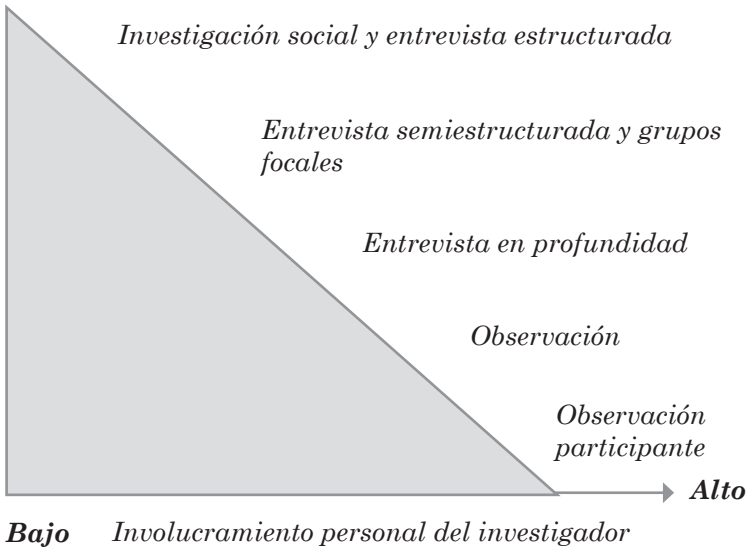 Investigación social y entrevista estructurada
Entrevista semiestructurada y grupos
focales
Entrevista en profundidad
Observación
Observación
participante
Alto
Bajo Involucramiento personal del investigador